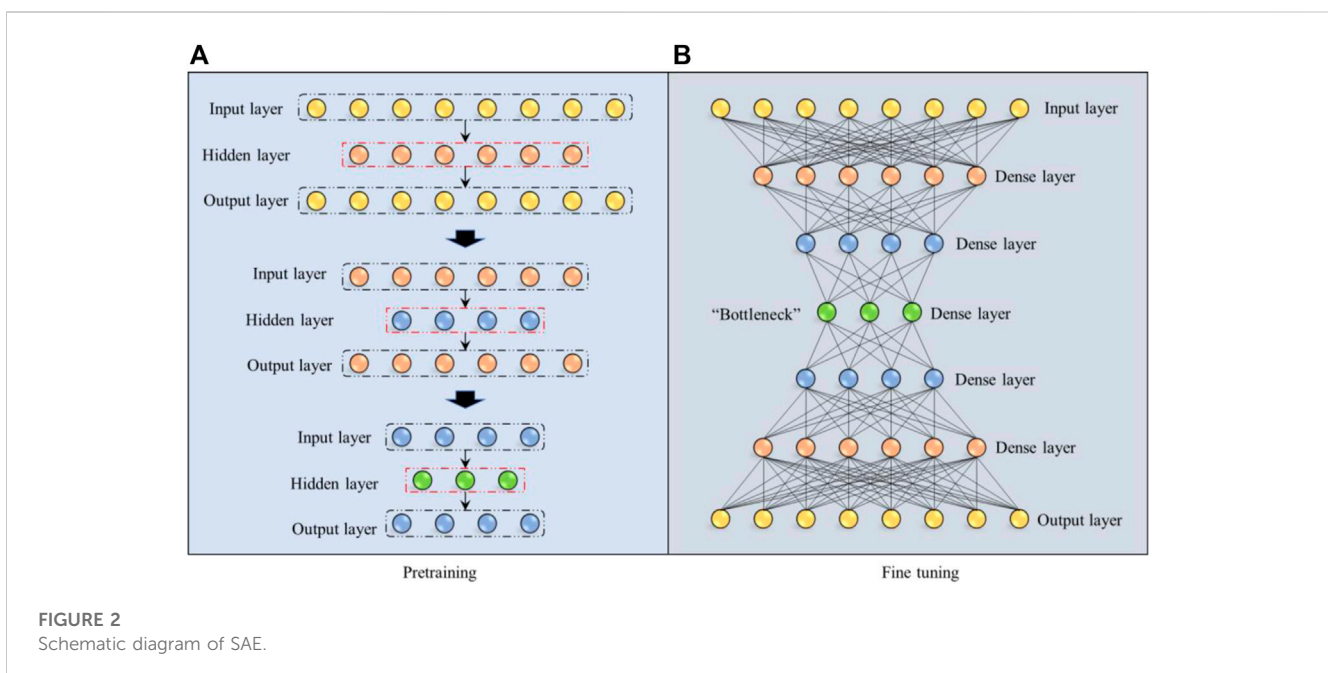 A
B
Input layer
Hidden layer
Output layer
Input layer
Hidden layer
Output layer
Input layer
Hidden layer
Output layer
Pretraining
Input layer
Dense layer
Dense layer
“Bottleneck” Dense layer
Dense layer
Dense layer
Output layer
Fine tuning
FIGURE 2
Schematic diagram of SAE.